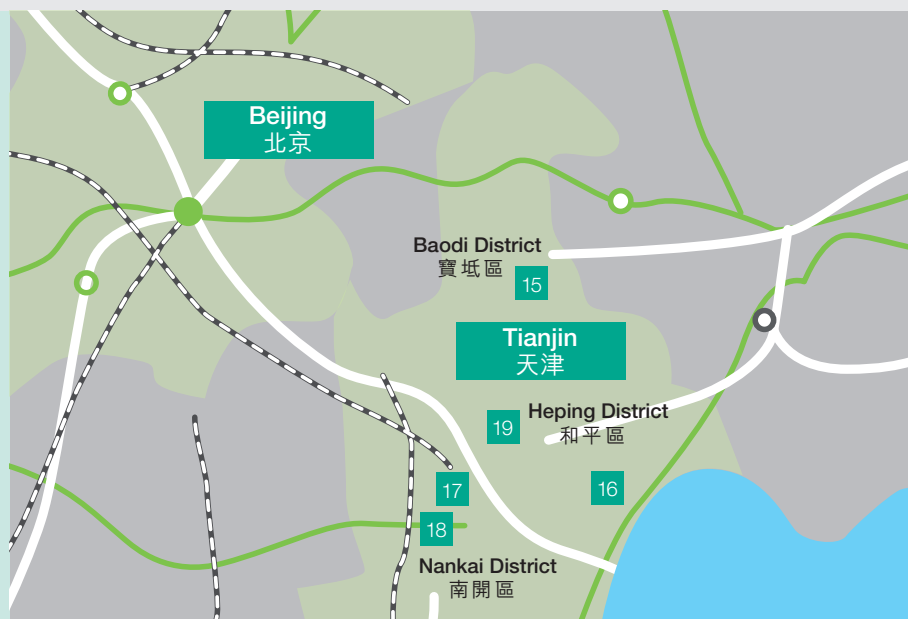 Beijing
北京
Baodi District
寶坻區
15
Tianjin
天津
Heping District
和平區
19
17
16
18
Nankai District
南開區